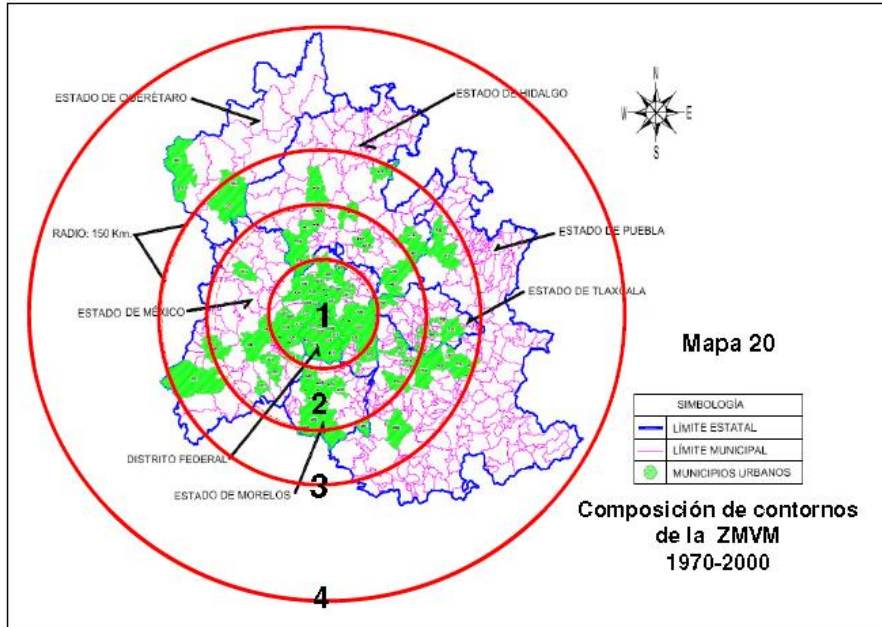 ESTADO DE QUERÉTARO
ESTADO DE HIDALGO
N
W
E
S
RADIO: 150 Km.
ESTADO DE PUEBLA
ESTADO DE TLAXCALA
ESTADO DE MÉXICO
1
Mapa 20
2
SIMBOLOGÍA
LÍMITE ESTATAL
LÍMITE MUNICIPAL
MUNICIPIOS URBANOS
DISTRITO FEDERAL
3
ESTADO DE MORELOS
Composición de contornos
de la ZMVM
1970-2000
4